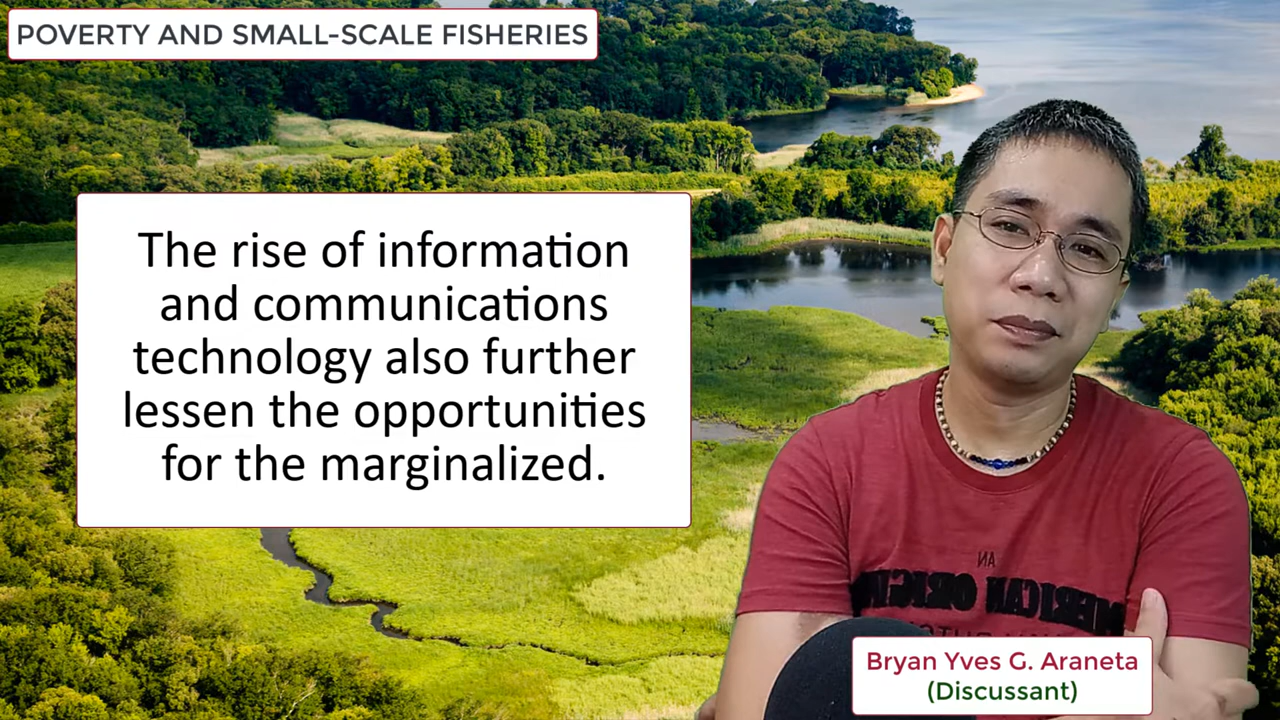 POVERTY AND SMALL-SCALE FISHERIES
The rise of information
and communications
technology also further
lessen the opportunities
for the marginalized.
AN
Bryan Yves G. Araneta
(Discussant)